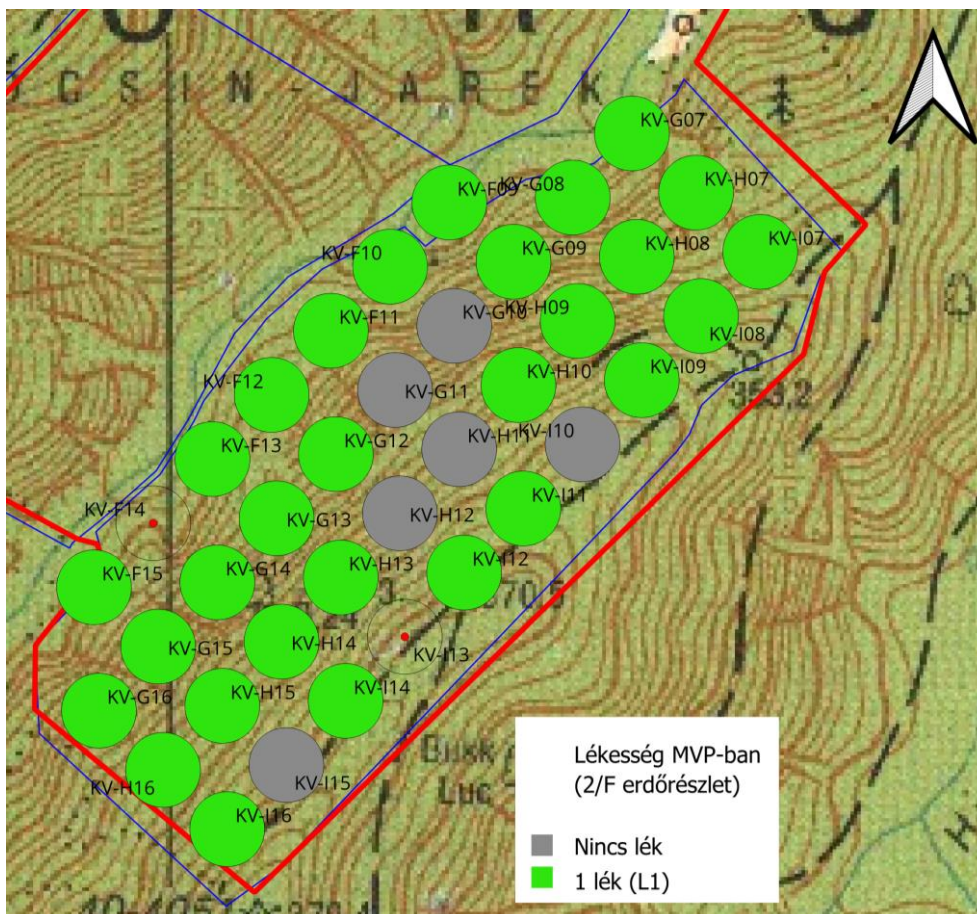 GSIN-JAREK
KV-G07
KV-F09
KV-G08
KV-H07
KV-F10
KV-G09
KV-H08
KV-I07
KV-F11
KV-G10
KV-H09
KV-I08
KV-F12
KV-G11
KV-H10
KV-I09
353,2
KV-F13
KV-G12
KV-H11
KV-I10
KV-F14
KV-G13
KV-H12
KV-I11
KV-F15
KV-G14
KV-H13
KV-I12
3.
370,5
24.
KV-G15
KV-H14
KV-I13
KV-G16
KV-H15
KV-I14
KV-H16
KV-I15
KV-I16
Luc
Lékesség MVP-ban
(2/F erdőrészlet)
Nincs lék
1 lék (L1)
H